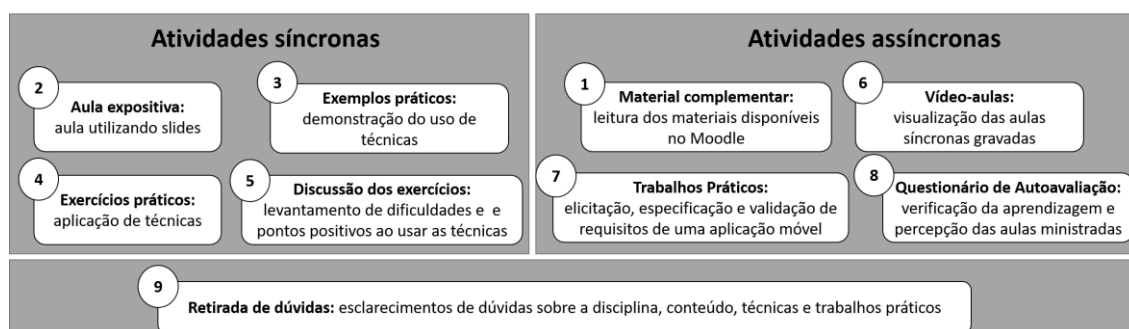 Atividades síncronas
2
Aula expositiva:
aula utilizando slides
3
Exemplos práticos:
demonstração do uso de
técnicas
4
Exercícios práticos:
aplicação de técnicas
5
Discussão dos exercícios:
levantamento de dificuldades e e
pontos positivos ao usar as técnicas
Atividades assíncronas
1
Material complementar:
leitura dos materiais disponíveis
no Moodle
6
Vídeo-aulas:
visualização das aulas
síncronas gravadas
7
Trabalhos Práticos:
elicitação, especificação e validação de
requisitos de uma aplicação móvel
8
Questionário de Autoavaliação:
verificação da aprendizagem e
percepção das aulas ministradas
9
Retirada de dúvidas: esclarecimentos de dúvidas sobre a disciplina, conteúdo, técnicas e trabalhos práticos